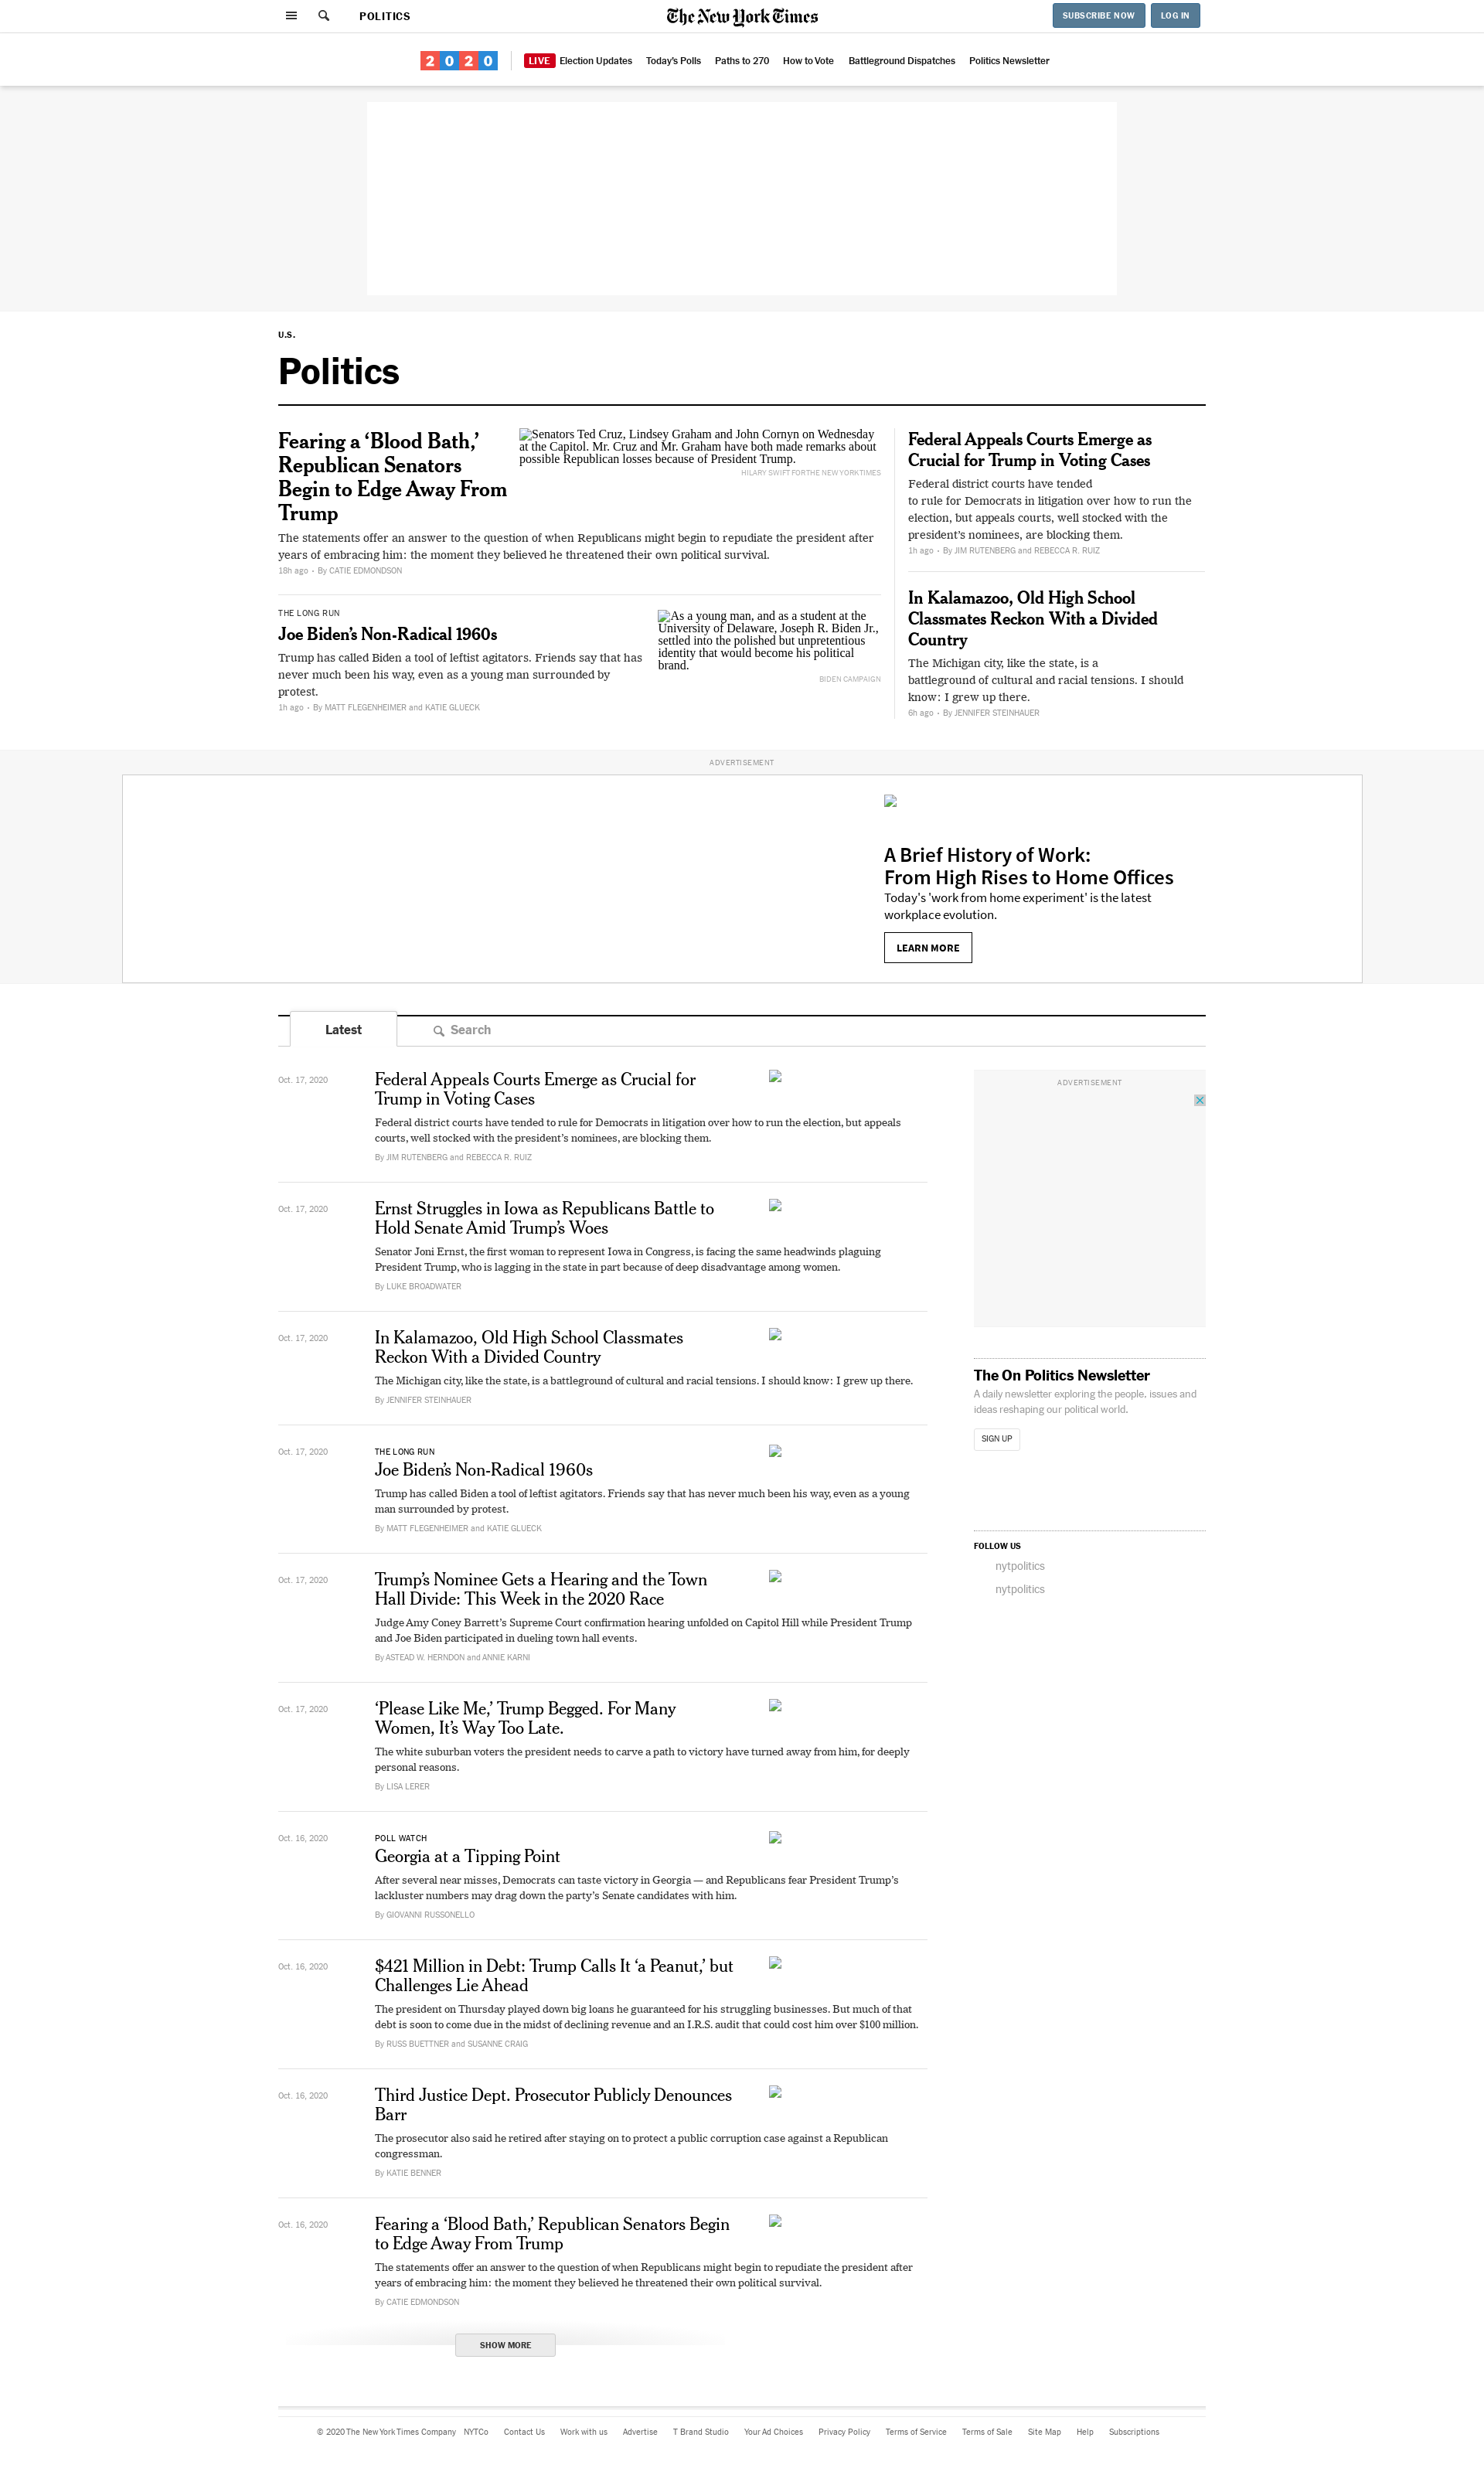 POLITICS
The New York Times
SUBSCRIBE NOW
LOG IN
2020
LIVE Election Updates
Today's Polls
Paths to 270
How to Vote
Battleground Dispatches
Politics Newsletter
U.S.
Politics
Fearing a ‘Blood Bath,’
Republican Senators
Begin to Edge Away From
Trump
Senators Ted Cruz, Lindsey Graham and John Cornyn on Wednesday
at the Capitol. Mr. Cruz and Mr. Graham have both made remarks about
possible Republican losses because of President Trump.
HILARY SWIFT FOR THE NEW YORK TIMES
The statements offer an answer to the question of when Republicans might begin to repudiate the president after
years of embracing him: the moment they believed he threatened their own political survival.
18h ago • By CATIE EDMONDSON
THE LONG RUN
Joe Biden’s Non-Radical 1960s
Trump has called Biden a tool of leftist agitators. Friends say that has
never much been his way, even as a young man surrounded by
protest.
1h ago • By MATT FLEGENHEIMER and KATIE GLUECK
As a young man, and as a student at the
University of Delaware, Joseph R. Biden Jr.,
settled into the polished but unpretentious
identity that would become his political
brand.
BIDEN CAMPAIGN
Federal Appeals Courts Emerge as
Crucial for Trump in Voting Cases
Federal district courts have tended
to rule for Democrats in litigation over how to run the
election, but appeals courts, well stocked with the
president’s nominees, are blocking them.
1h ago • By JIM RUTENBERG and REBECCA R. RUIZ
In Kalamazoo, Old High School
Classmates Reckon With a Divided
Country
The Michigan city, like the state, is a
battleground of cultural and racial tensions. I should
know: I grew up there.
6h ago • By JENNIFER STEINHAUER
ADVERTISEMENT
A Brief History of Work:
From High Rises to Home Offices
Today's 'work from home experiment' is the latest
workplace evolution.
LEARN MORE
Latest
Search
Oct. 17, 2020
Federal Appeals Courts Emerge as Crucial for
Trump in Voting Cases
Federal district courts have tended to rule for Democrats in litigation over how to run the election, but appeals
courts, well stocked with the president’s nominees, are blocking them.
By JIM RUTENBERG and REBECCA R. RUIZ
Oct. 17, 2020
Ernst Struggles in Iowa as Republicans Battle to
Hold Senate Amid Trump’s Woes
Senator Joni Ernst, the first woman to represent Iowa in Congress, is facing the same headwinds plaguing
President Trump, who is lagging in the state in part because of deep disadvantage among women.
By LUKE BROADWATER
Oct. 17, 2020
In Kalamazoo, Old High School Classmates
Reckon With a Divided Country
The Michigan city, like the state, is a battleground of cultural and racial tensions. I should know: I grew up there.
By JENNIFER STEINHAUER
Oct. 17, 2020
THE LONG RUN
Joe Biden’s Non-Radical 1960s
Trump has called Biden a tool of leftist agitators. Friends say that has never much been his way, even as a young
man surrounded by protest.
By MATT FLEGENHEIMER and KATIE GLUECK
Oct. 17, 2020
Trump’s Nominee Gets a Hearing and the Town
Hall Divide: This Week in the 2020 Race
Judge Amy Coney Barrett’s Supreme Court confirmation hearing unfolded on Capitol Hill while President Trump
and Joe Biden participated in dueling town hall events.
By ASTEAD W. HERNDON and ANNIE KARNI
Oct. 17, 2020
‘Please Like Me,’ Trump Begged. For Many
Women, It’s Way Too Late.
The white suburban voters the president needs to carve a path to victory have turned away from him, for deeply
personal reasons.
By LISA LERER
Oct. 16, 2020
POLL WATCH
Georgia at a Tipping Point
After several near misses, Democrats can taste victory in Georgia — and Republicans fear President Trump’s
lackluster numbers may drag down the party’s Senate candidates with him.
By GIOVANNI RUSSONELLO
Oct. 16, 2020
$421 Million in Debt: Trump Calls It ‘a Peanut,’ but
Challenges Lie Ahead
The president on Thursday played down big loans he guaranteed for his struggling businesses. But much of that
debt is soon to come due in the midst of declining revenue and an I.R.S. audit that could cost him over $100 million.
By RUSS BUETTNER and SUSANNE CRAIG
Oct. 16, 2020
Third Justice Dept. Prosecutor Publicly Denounces
Barr
The prosecutor also said he retired after staying on to protect a public corruption case against a Republican
congressman.
By KATIE BENNER
Oct. 16, 2020
Fearing a ‘Blood Bath,’ Republican Senators Begin
to Edge Away From Trump
The statements offer an answer to the question of when Republicans might begin to repudiate the president after
years of embracing him: the moment they believed he threatened their own political survival.
By CATIE EDMONDSON
SHOW MORE
ADVERTISEMENT
The On Politics Newsletter
A daily newsletter exploring the people, issues and
ideas reshaping our political world.
SIGN UP
FOLLOW US
nytpolitics
nytpolitics
© 2020 The New York Times Company
NYTCo
Contact Us
Work with us
Advertise
T Brand Studio
Your Ad Choices
Privacy Policy
Terms of Service
Terms of Sale
Site Map
Help
Subscriptions